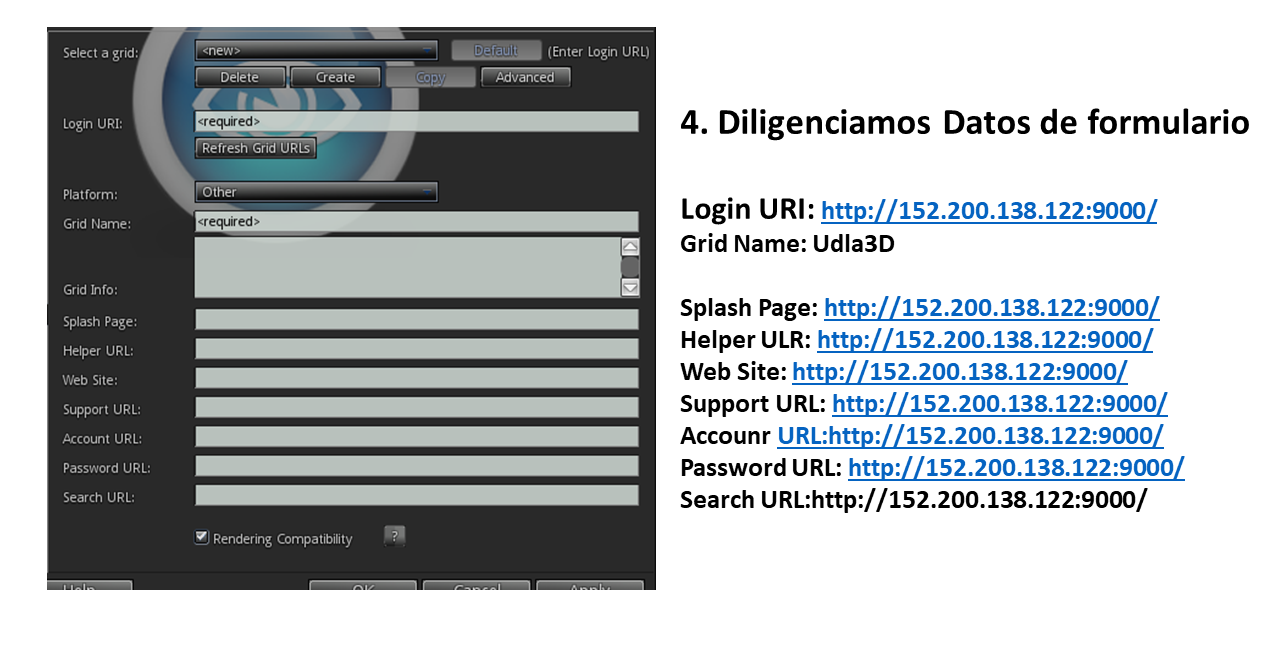 Select a grid: <new> Default (Enter Login URL)
Delete Create Copy Advanced
Login URI: <required>
Refresh Grid URLs
Platform: Other
Grid Name: <required>
Grid Info:
Splash Page:
Helper URL:
Web Site:
Support URL:
Account URL:
Password URL:
Search URL:
Rendering Compatibility ?
Help OK Cancel Apply
4. Diligenciamos Datos de formulario
Login URI: http://152.200.138.122:9000/
Grid Name: Udla3D
Splash Page: http://152.200.138.122:9000/
Helper ULR: http://152.200.138.122:9000/
Web Site: http://152.200.138.122:9000/
Support URL: http://152.200.138.122:9000/
Accounr URL:http://152.200.138.122:9000/
Password URL: http://152.200.138.122:9000/
Search URL:http://152.200.138.122:9000/